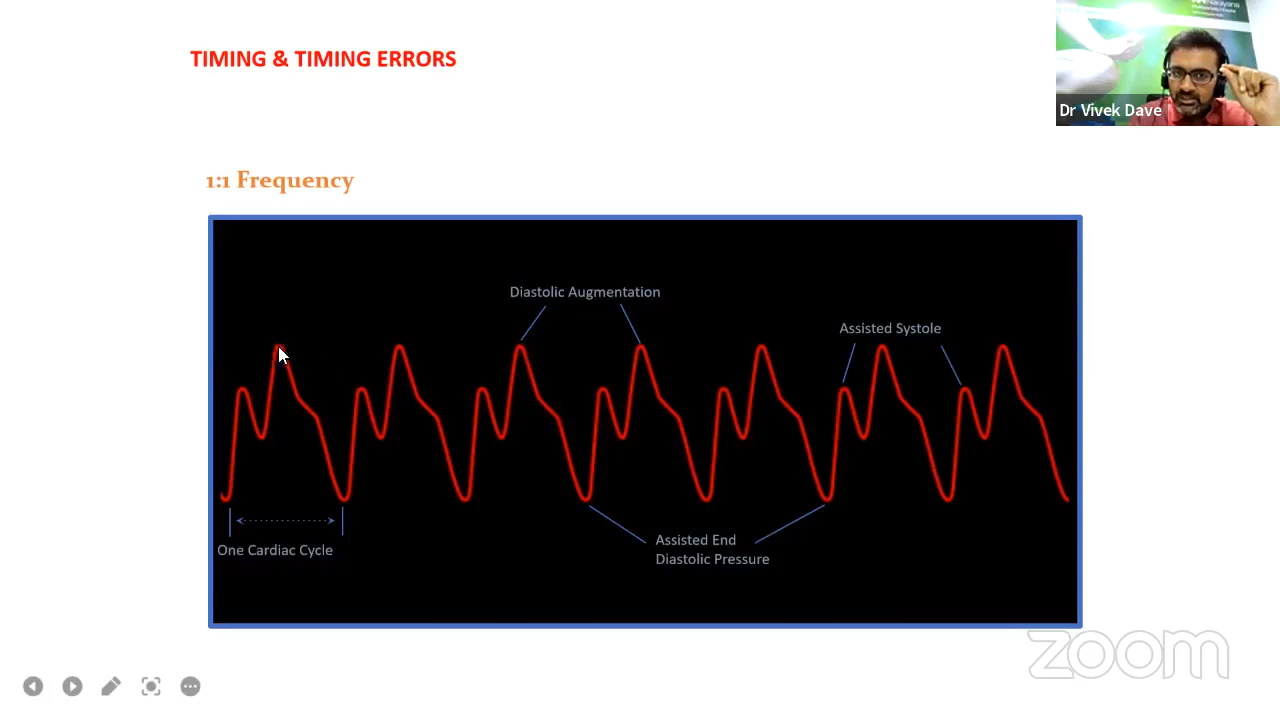 TIMING & TIMING ERRORS
Dr Vivek Dave
1:1 Frequency
Diastolic Augmentation
Assisted Systole
Assisted End
Diastolic Pressure
One Cardiac Cycle
zoom